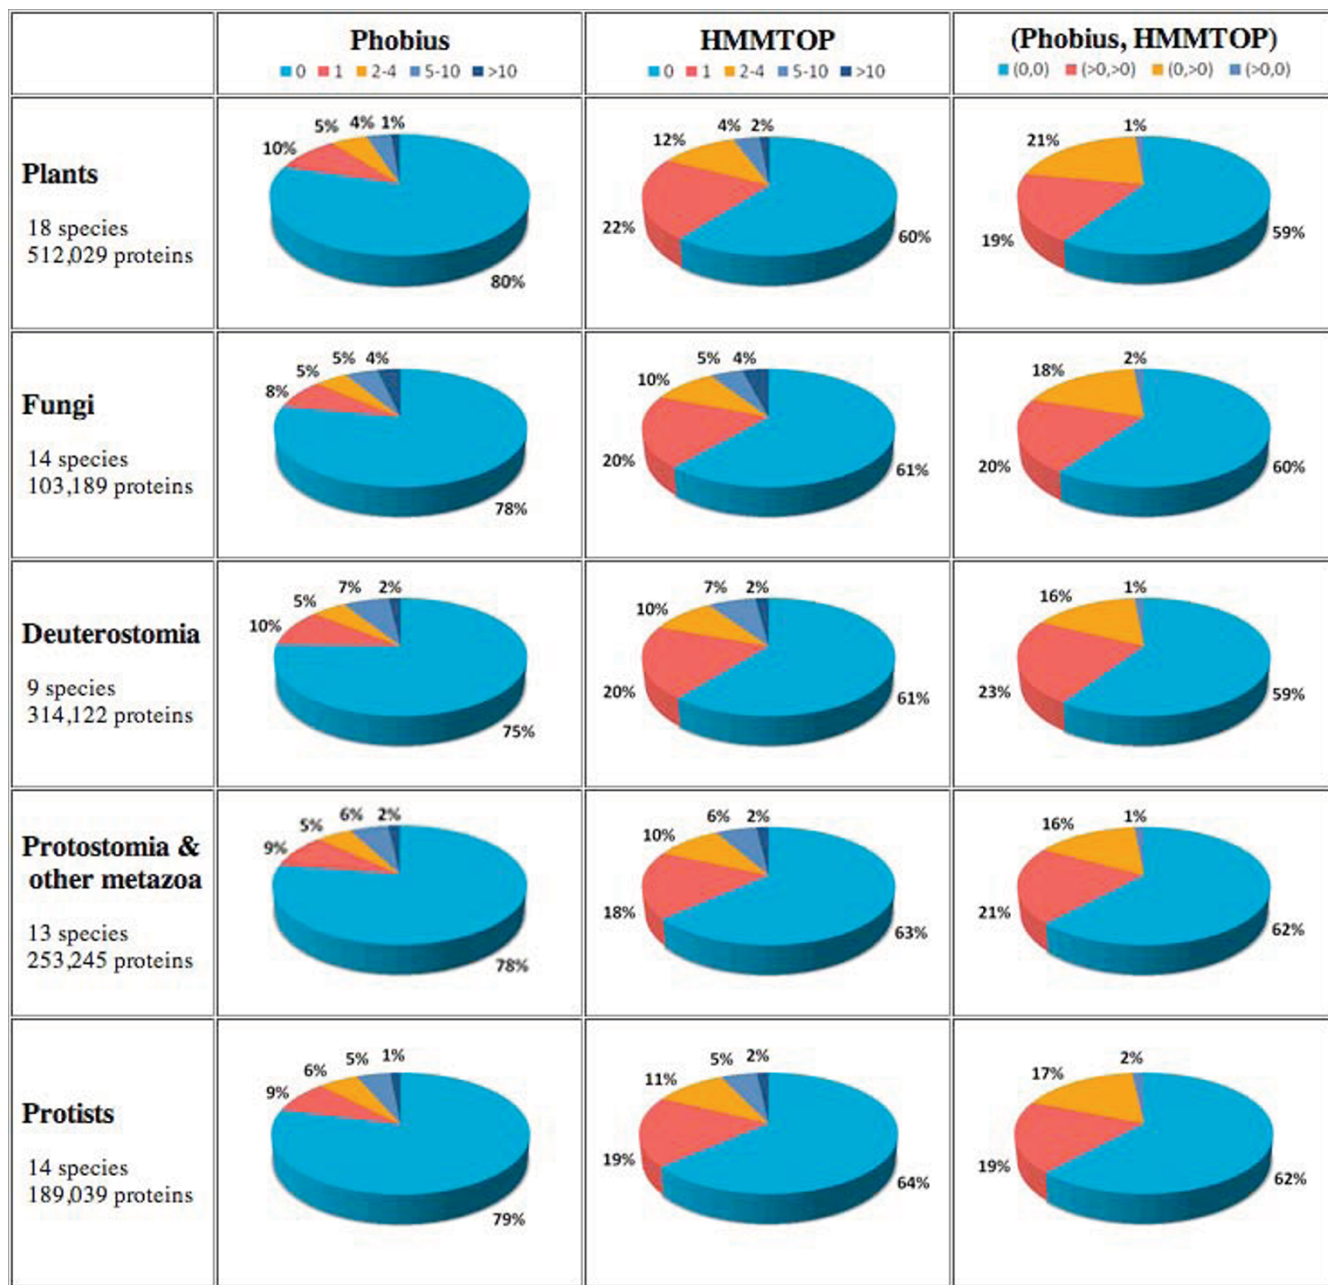 Phobius
0 1 2-4 5-10 >10
HMMTOP
0 1 2-4 5-10 >10
(Phobius, HMMTOP)
(0,0) (>0,>0) (0,>0) (>0,0)
Plants
18 species
512,029 proteins
10% 5% 4% 1%
80%
22% 12% 4% 2%
60%
19% 21% 1%
59%
Fungi
14 species
103,189 proteins
8% 5% 5% 4%
78%
20% 10% 5% 4%
61%
20% 18% 2%
60%
Deuterostomia
9 species
314,122 proteins
10% 5% 7% 2%
75%
20% 10% 7% 2%
61%
23% 16% 1%
59%
Protostomia &
other metazoa
13 species
253,245 proteins
9% 5% 6% 2%
78%
18% 10% 6% 2%
63%
21% 16% 1%
62%
Protists
14 species
189,039 proteins
9% 6% 5% 1%
79%
19% 11% 5% 2%
64%
19% 17% 2%
62%